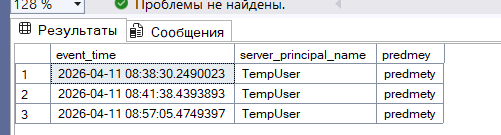 128 % Проблемы не найдены.
Результаты Сообщения
event_time server_principal_name predmey
1 2026-04-11 08:38:30.2490023 TempUser predmety
2 2026-04-11 08:41:38.4393893 TempUser predmety
3 2026-04-11 08:57:05.4749397 TempUser predmety